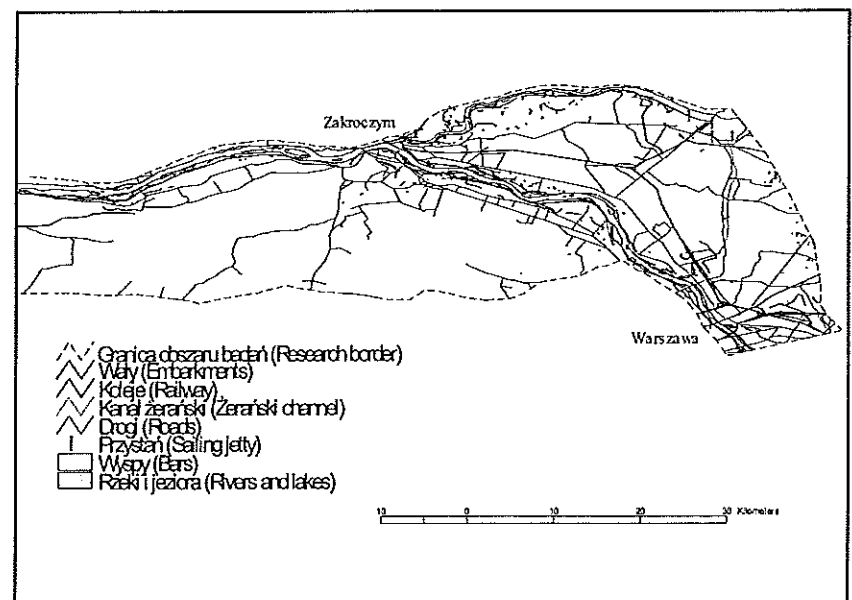 Zakroczym
Warszawa
Granica obszaru badań (Research border)
Wały (Embarkments)
Koleje (Railway)
Kanał żerański (Żerański channel)
Drogi (Roads)
Przystań (Sailing jetty)
Wyspy (Bars)
Rzeki i jeziora (Rivers and lakes)
10 0 10 20 30 Kilometers